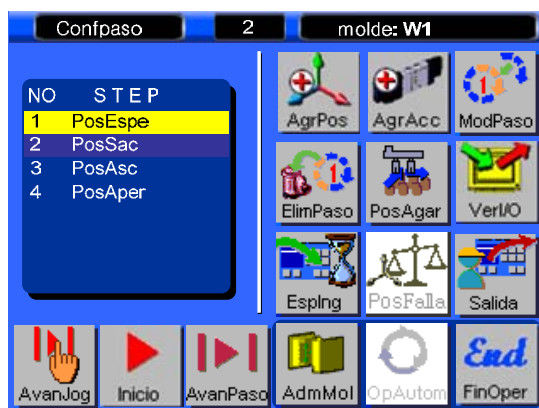 Confpaso 2 molde: W1
NO STEP
1 PosEspe
2 PosSac
3 PosAsc
4 PosAper
AgrPos AgrAcc ModPaso
ElimPaso PosAgar VerI/O
EspIng PosFalla Salida
AvanJog Inicio AvanPaso AdmMol OpAutom End FinOper